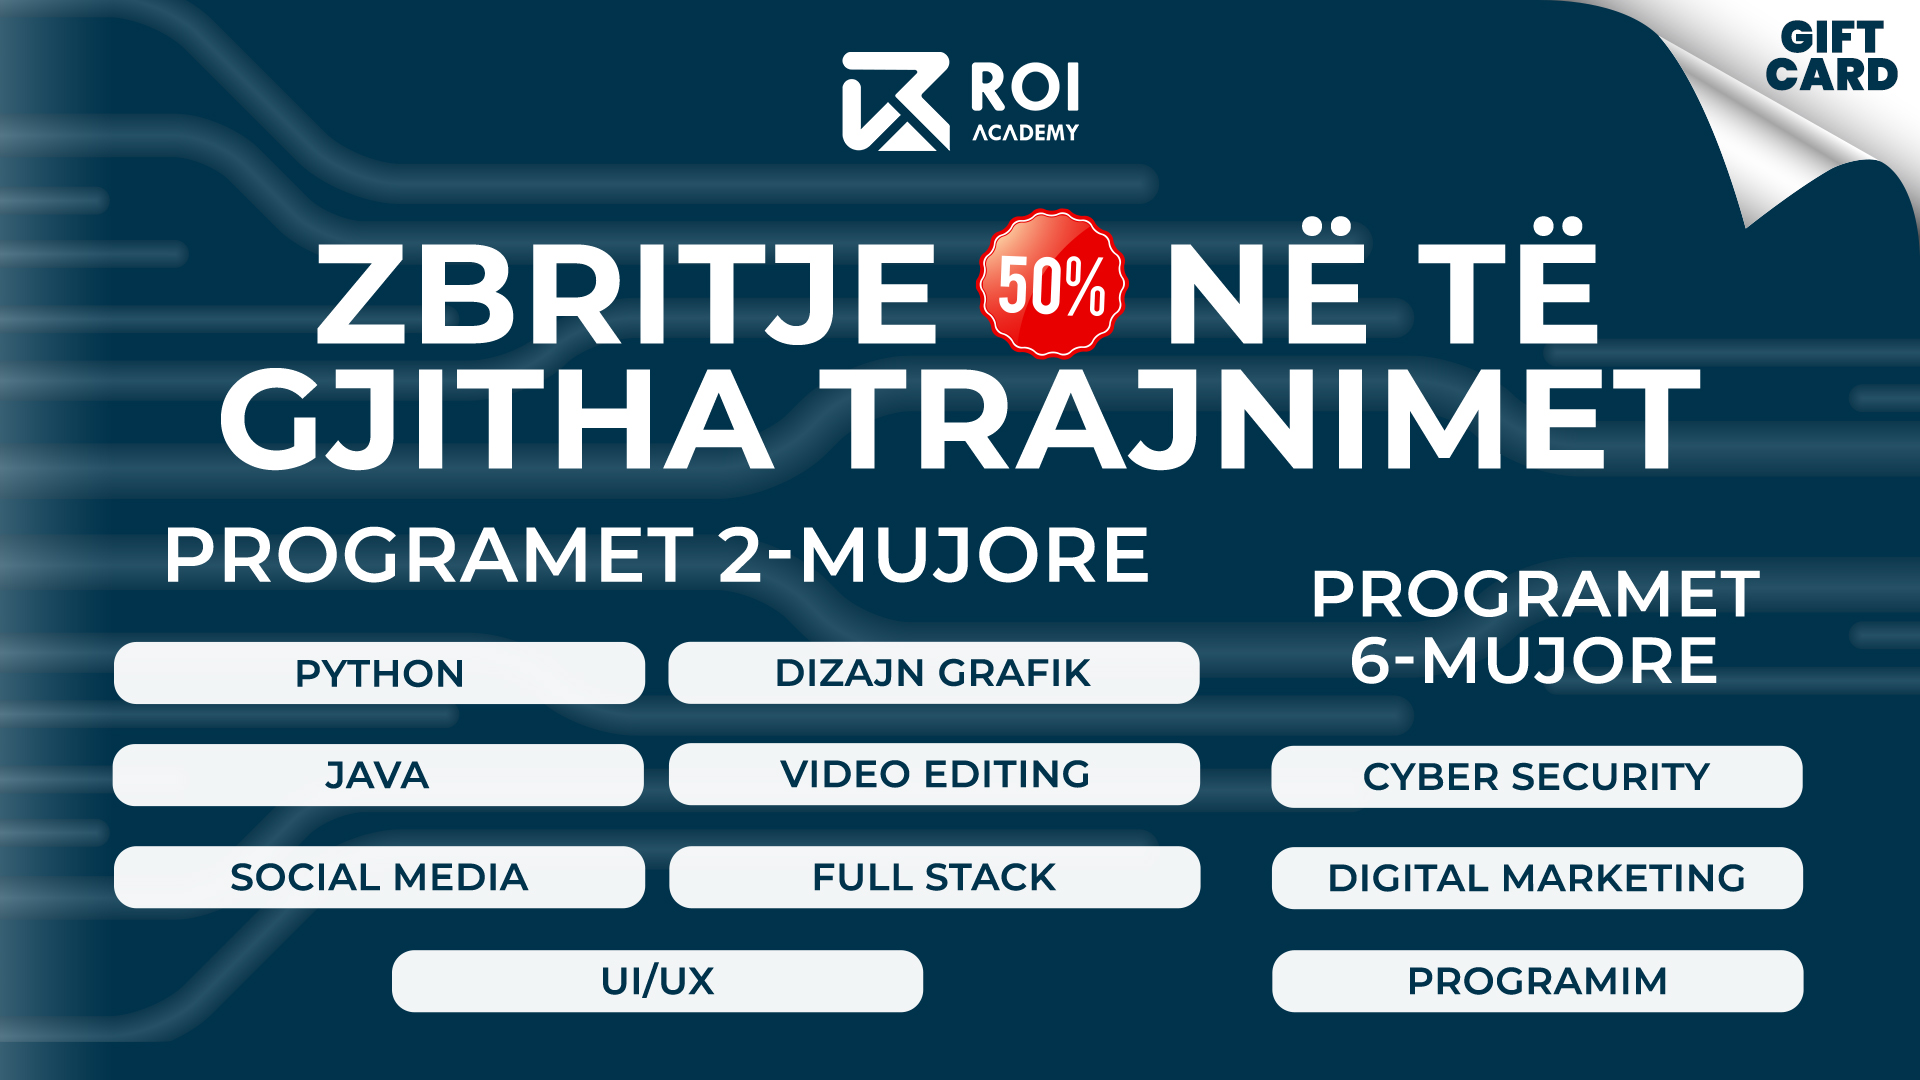 GIFT
CARD
ROI
ACADEMY
ZBRITJE 50% NË TË
GJITHA TRAJNIMET
PROGRAMET 2-MUJORE
PYTHON
DIZAJN GRAFIK
JAVA
VIDEO EDITING
SOCIAL MEDIA
FULL STACK
UI/UX
PROGRAMET
6-MUJORE
CYBER SECURITY
DIGITAL MARKETING
PROGRAMIM